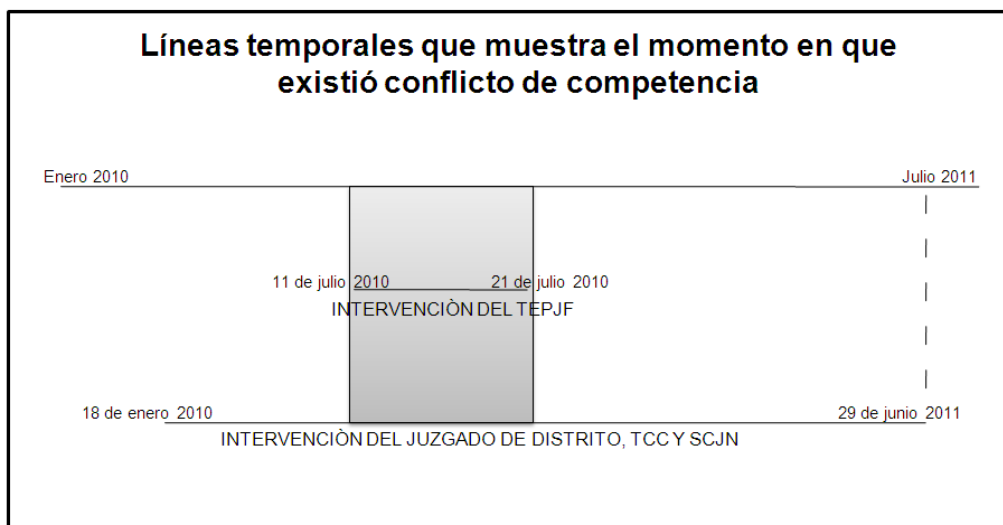 Líneas temporales que muestra el momento en que
existió conflicto de competencia
Enero 2010
Julio 2011
11 de julio 2010
21 de julio 2010
INTERVENCIÒN DEL TEPJF
18 de enero 2010
29 de junio 2011
INTERVENCIÒN DEL JUZGADO DE DISTRITO, TCC Y SCJN